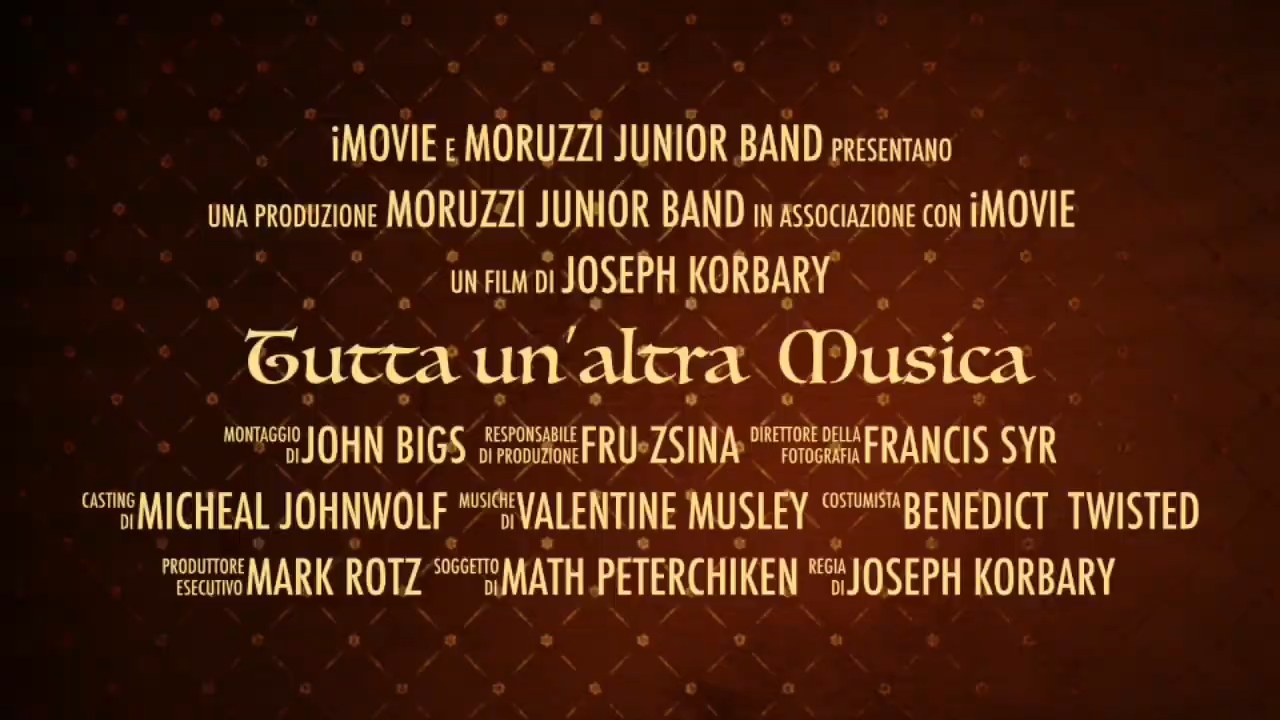 iMOVIE E MORUZZI JUNIOR BAND PRESENTANO
UNA PRODUZIONE MORUZZI JUNIOR BAND IN ASSOCIAZIONE CON iMOVIE
UN FILM DI JOSEPH KORBARY
Tutta un'altra Musica
MONTAGGIO DI JOHN BIGS RESPONSABILE DI PRODUZIONE FRU ZSINA DIRETTORE DELLA FOTOGRAFIA FRANCIS SYR
CASTING DI MICHEAL JOHNWOLF MUSICHE DI VALENTINE MUSLEY COSTUMISTA BENEDICT TWISTED
PRODUTTORE ESECUTIVO MARK ROTZ SOGGETTO DI MATH PETERCHIKEN REGIA DI JOSEPH KORBARY